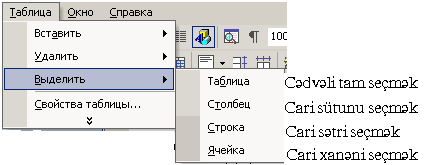 Таблица Окно Справка
Вставить
100
Удалить
Выделить
Таблица Cədvəli tam seçmək
Свойства таблицы...
Столбец Cari sütunu seçmək
Строка Cari sətri seçmək
Ячейка Cari xanəni seçmək